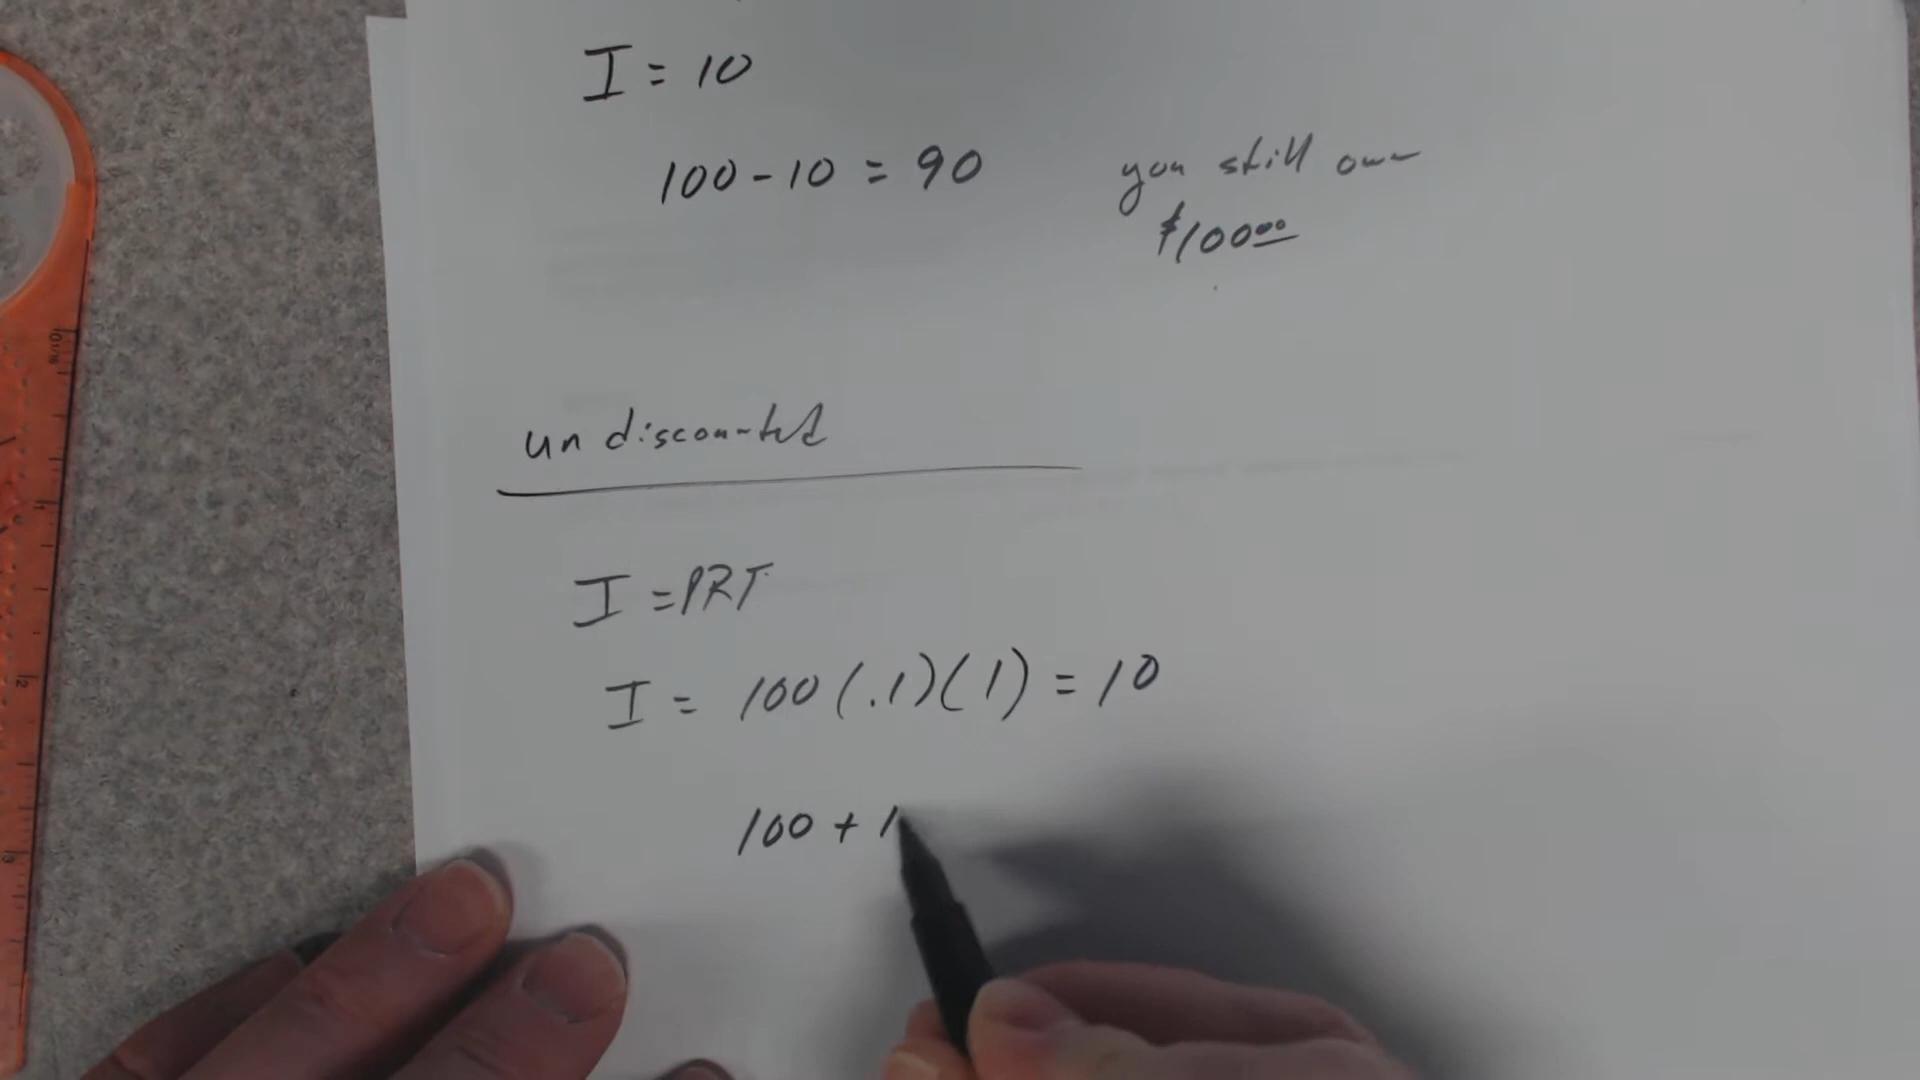 I = 10
100 - 10 = 90
you still owe
$100.00
undiscounted
I = PRT
I = 100 (.1)(1) = 10
100 + 1